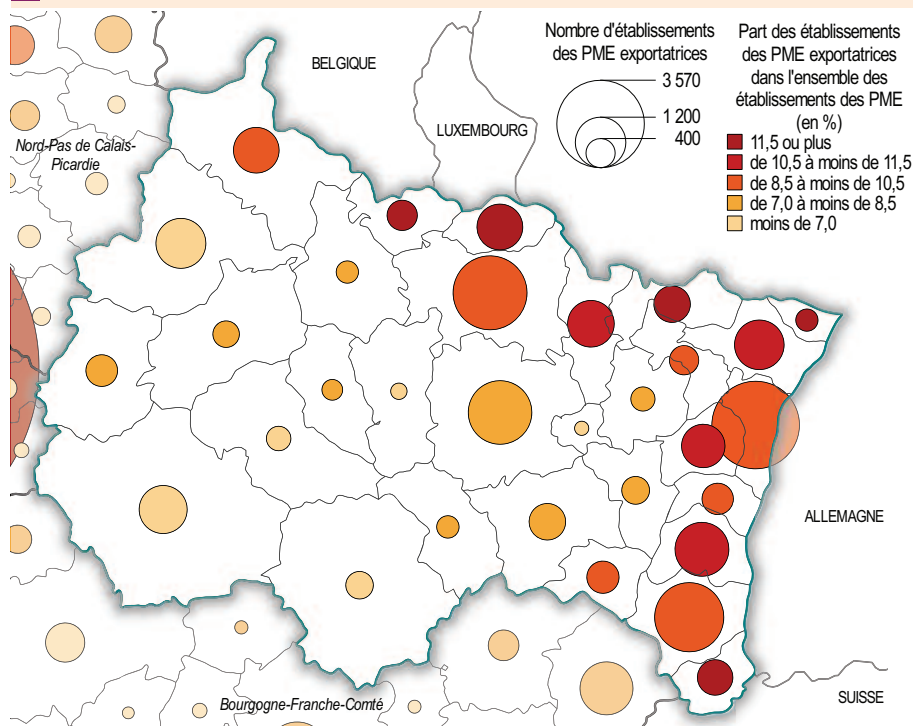 Nombre d'établissements
des PME exportatrices
3 570
1 200
400
Part des établissements
des PME exportatrices
dans l'ensemble des
établissements des PME
(en %)
11,5 ou plus
de 10,5 à moins de 11,5
de 8,5 à moins de 10,5
de 7,0 à moins de 8,5
moins de 7,0
BELGIQUE
LUXEMBOURG
Nord-Pas de Calais-
Picardie
ALLEMAGNE
SUISSE
Bourgogne-Franche-Comté